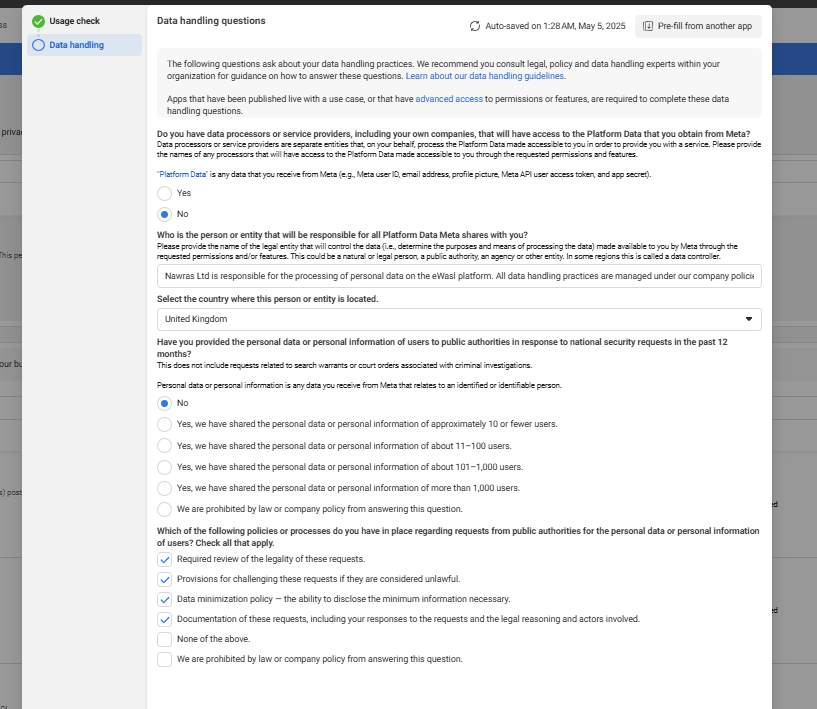 Usage check
Data handling
Data handling questions
Auto-saved on 1:28 AM, May 5, 2025
Pre-fill from another app
The following questions ask about your data handling practices. We recommend you consult legal, policy and data handling experts within your
organization for guidance on how to answer these questions. Learn about our data handling guidelines.
Apps that have been published live with a use case, or that have advanced access to permissions or features, are required to complete these data
handling questions.
Do you have data processors or service providers, including your own companies, that will have access to the Platform Data that you obtain from Meta?
Data processors or service providers are separate entities that, on your behalf, process the Platform Data made accessible to you in order to provide you with a service. Please provide
the names of any processors that will have access to the Platform Data made accessible to you through the requested permissions and features.
"Platform Data" is any data that you receive from Meta (e.g., Meta user ID, email address, profile picture, Meta API user access token, and app secret).
Yes
No
Who is the person or entity that will be responsible for all Platform Data Meta shares with you?
Please provide the name of the legal entity that will control the data (i.e., determine the purposes and means of processing the data) made available to you by Meta through the
requested permissions and/or features. This could be a natural or legal person, a public authority, an agency or other entity. In some regions this is called a data controller.
Nawras Ltd is responsible for the processing of personal data on the eWasl platform. All data handling practices are managed under our company policie
Select the country where this person or entity is located.
United Kingdom
Have you provided the personal data or personal information of users to public authorities in response to national security requests in the past 12
months?
This does not include requests related to search warrants or court orders associated with criminal investigations.
Personal data or personal information is any data you receive from Meta that relates to an identified or identifiable person.
No
Yes, we have shared the personal data or personal information of approximately 10 or fewer users.
Yes, we have shared the personal data or personal information of about 11–100 users.
Yes, we have shared the personal data or personal information of about 101–1,000 users.
Yes, we have shared the personal data or personal information of more than 1,000 users.
We are prohibited by law or company policy from answering this question.
Which of the following policies or processes do you have in place regarding requests from public authorities for the personal data or personal information
of users? Check all that apply.
Required review of the legality of these requests.
Provisions for challenging these requests if they are considered unlawful.
Data minimization policy — the ability to disclose the minimum information necessary.
Documentation of these requests, including your responses to the requests and the legal reasoning and actors involved.
None of the above.
We are prohibited by law or company policy from answering this question.